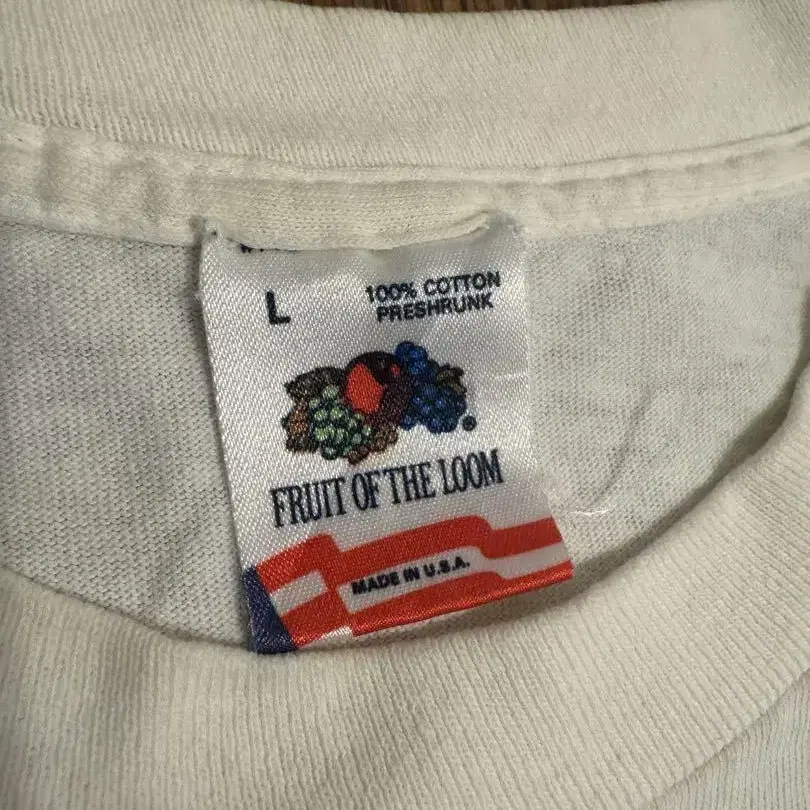 L
100% COTTON
PRESHRUNK
®
FRUIT OF THE LOOM
MADE IN U.S.A.